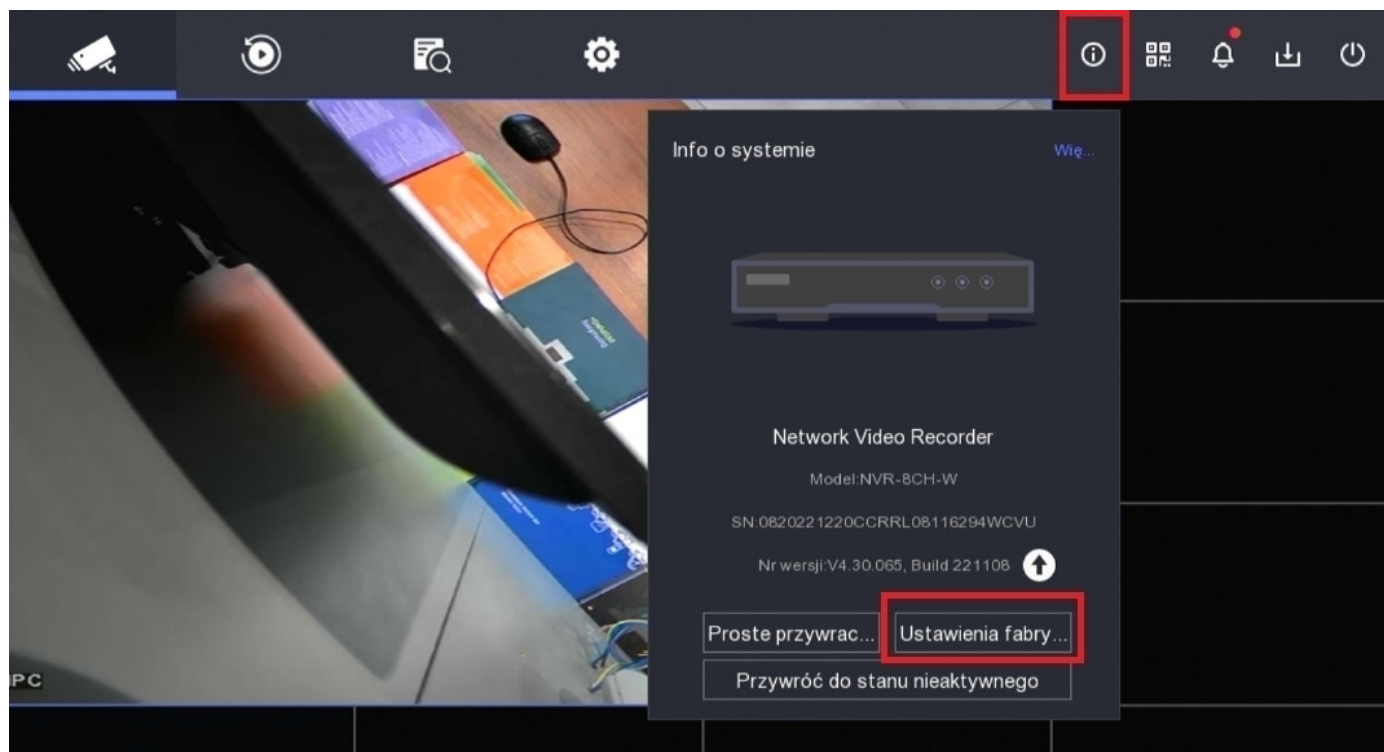 Info o systemie
Wię...
Network Video Recorder
Model:NVR-8CH-W
SN:0820221220CCRRL08116294WCVU
Nr wersji:V4.30.065, Build 221108
Proste przywrac...
Ustawienia fabry...
Przywróć do stanu nieaktywnego
IPC